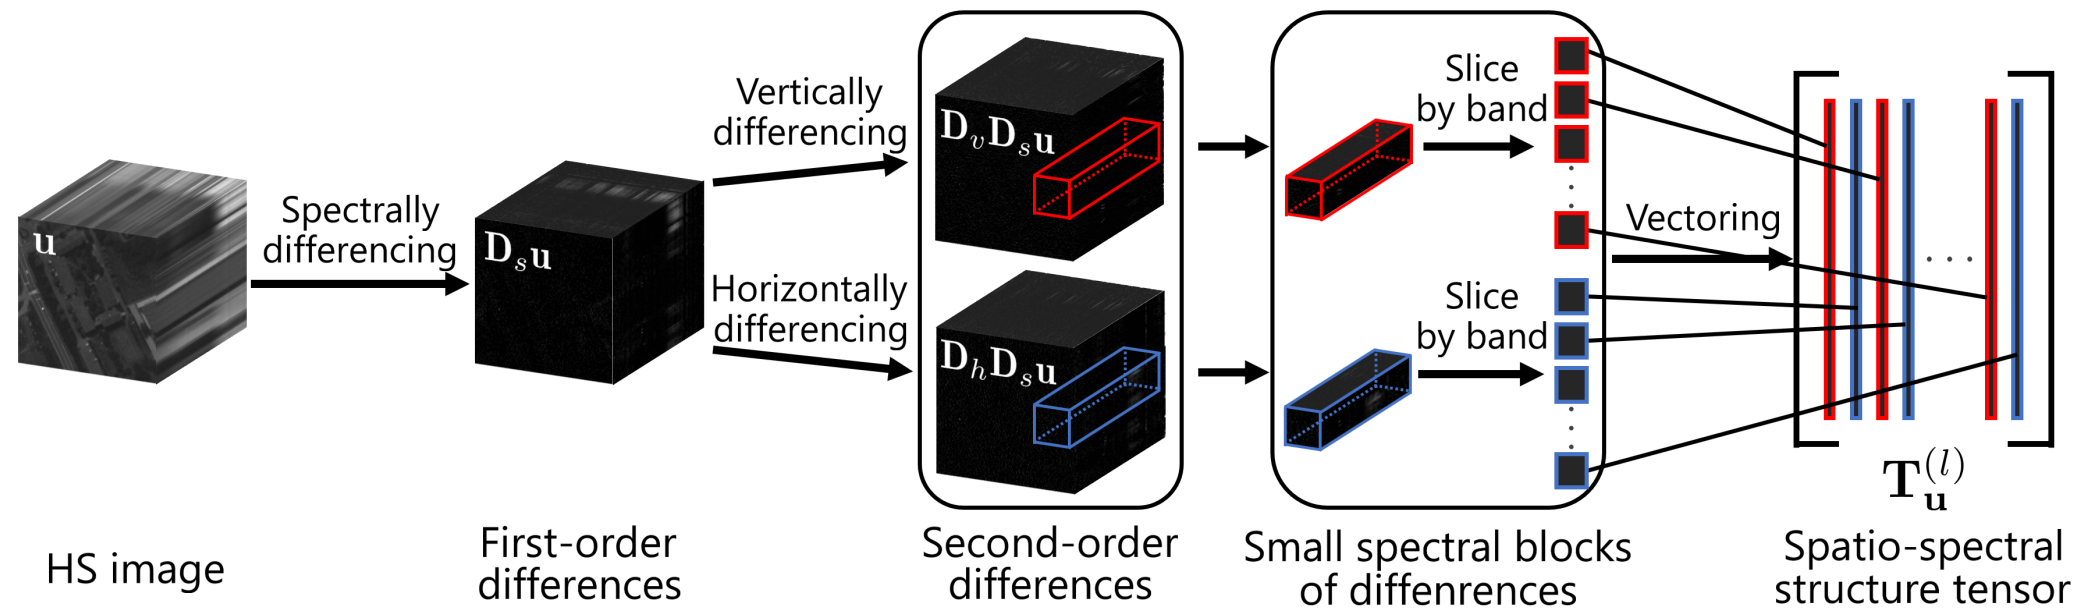 u
HS image
Spectrally
differencing
D_s u
First-order
differences
Vertically
differencing
Horizontally
differencing
D_v D_s u
D_h D_s u
Second-order
differences
Slice
by band
Slice
by band
Small spectral blocks
of diffenrences
Vectoring
· · ·
T_u^(l)
Spatio-spectral
structure tensor